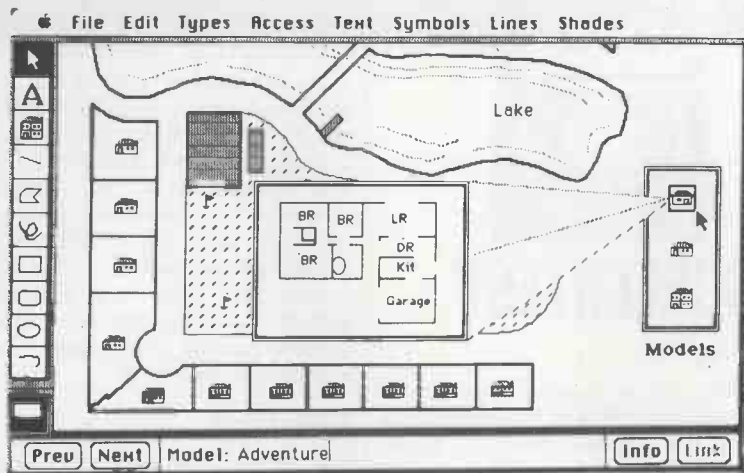 File Edit Types Access Text Symbols Lines Shades
A
Lake
BR BR LR
DR
BR Kit
Garage
Models
Prev Next Model: Adventure Info Link